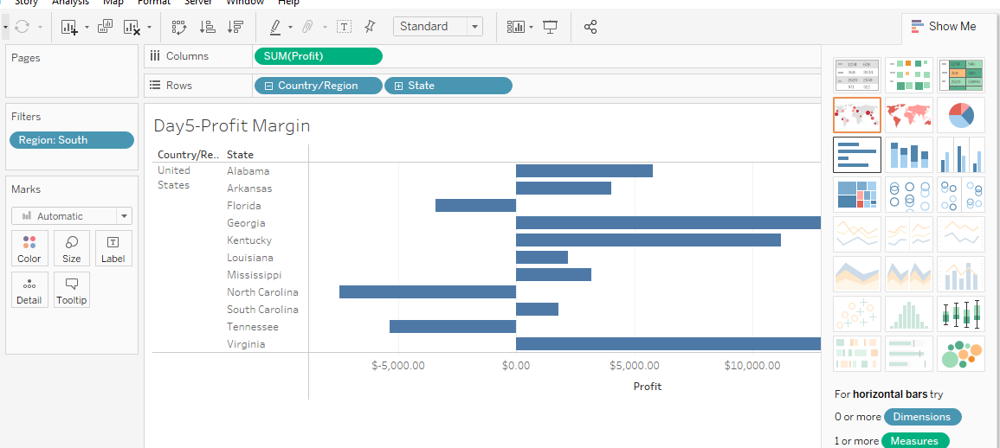 Story Analysis Map Format Server Window Help
Standard
Show Me
Pages
Columns
SUM(Profit)
Rows
Country/Region
State
Filters
Region: South
Marks
Automatic
Color
Size
Label
Detail
Tooltip
Day5-Profit Margin
Country/Re.. State
United States
Alabama
Arkansas
Florida
Georgia
Kentucky
Louisiana
Mississippi
North Carolina
South Carolina
Tennessee
Virginia
$-5,000.00 $0.00 $5,000.00 $10,000.00
Profit
For horizontal bars try
0 or more Dimensions
1 or more Measures